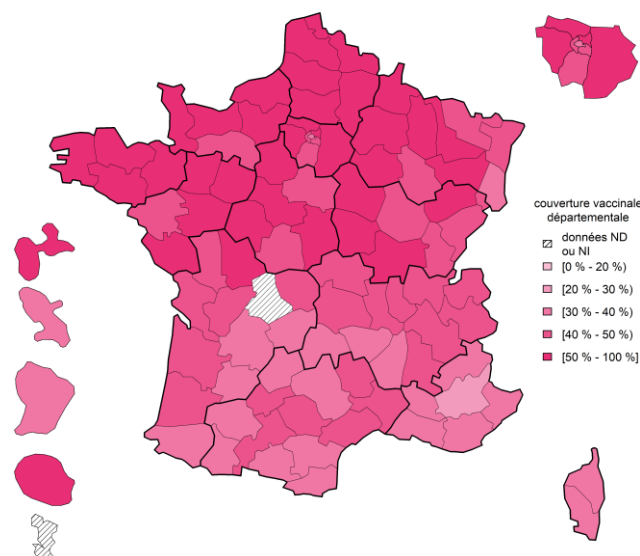 couverture vaccinale
départementale
données ND
ou NI
[0 % - 20 %)
[20 % - 30 %)
[30 % - 40 %)
[40 % - 50 %)
[50 % - 100 %]